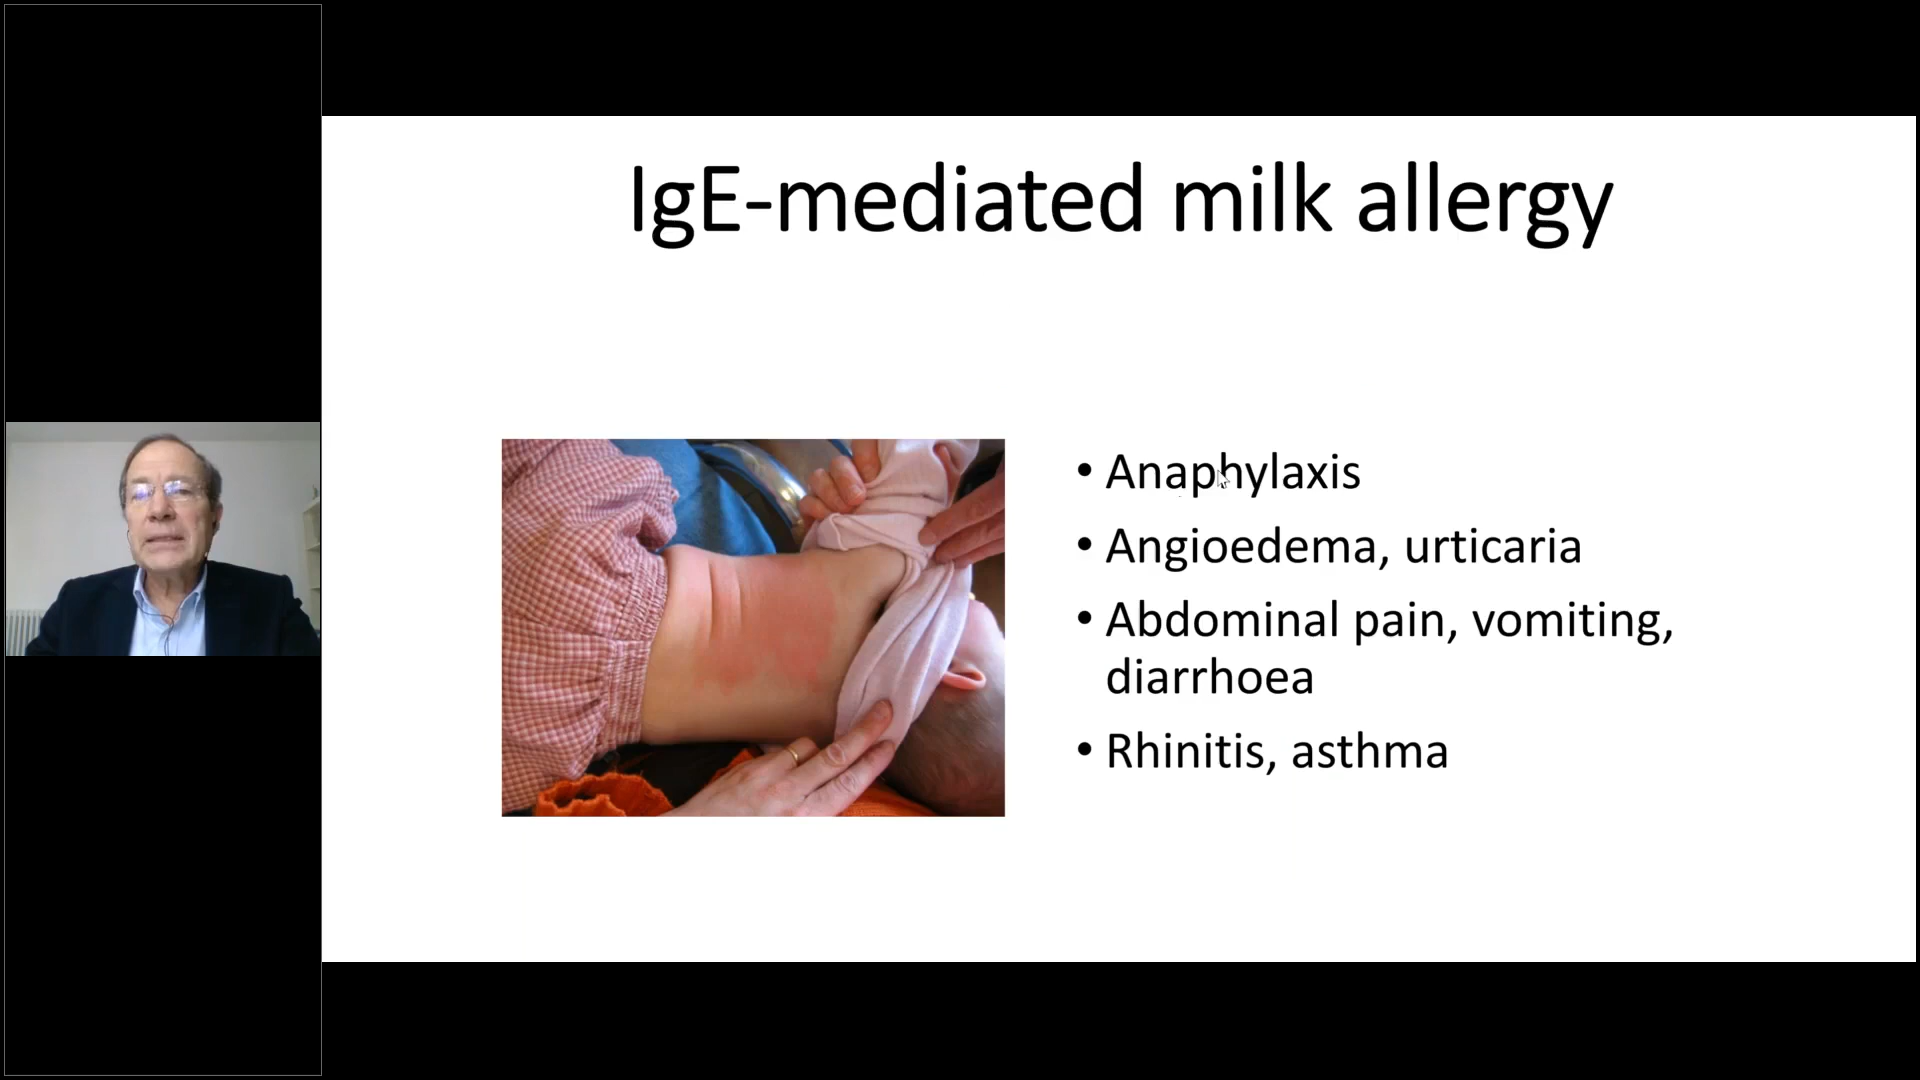 IgE-mediated milk allergy
• Anaphylaxis
• Angioedema, urticaria
• Abdominal pain, vomiting,
diarrhoea
• Rhinitis, asthma